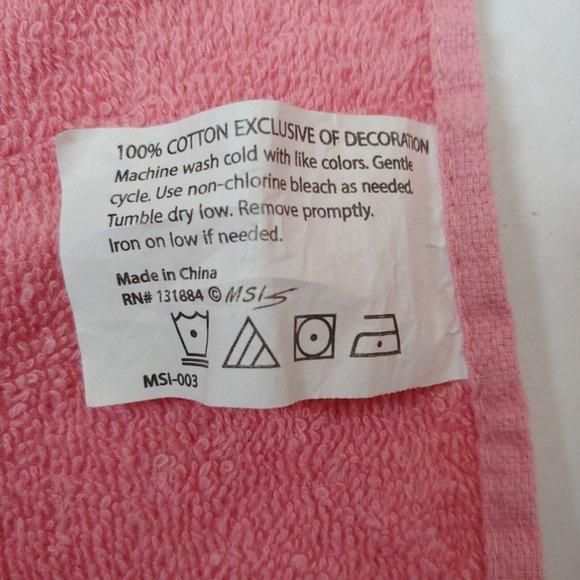 100% COTTON EXCLUSIVE OF DECORATION
Machine wash cold with like colors. Gentle
cycle. Use non-chlorine bleach as needed.
Tumble dry low. Remove promptly.
Iron on low if needed.
Made in China
RN# 131884 © MSIS
MSI-003